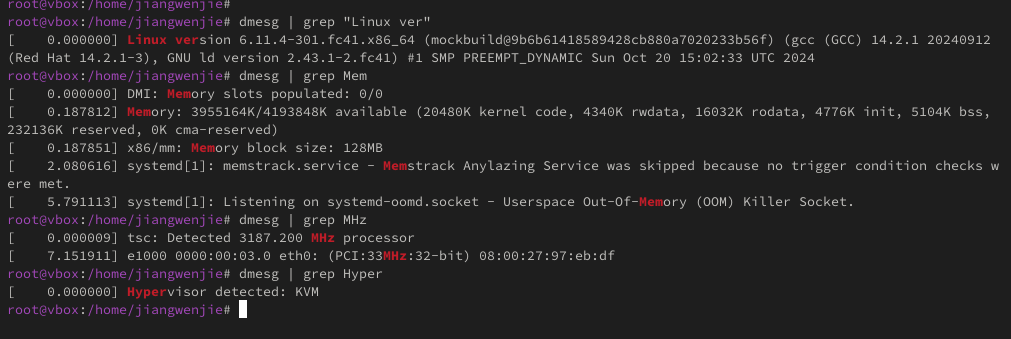 root@vbox:/home/jiangwenjie#
root@vbox:/home/jiangwenjie# dmesg | grep "Linux ver"
[    0.000000] Linux version 6.11.4-301.fc41.x86_64 (mockbuild@9b6b61418589428cb880a7020233b56f) (gcc (GCC) 14.2.1 20240912
(Red Hat 14.2.1-3), GNU ld version 2.43.1-2.fc41) #1 SMP PREEMPT_DYNAMIC Sun Oct 20 15:02:33 UTC 2024
root@vbox:/home/jiangwenjie# dmesg | grep Mem
[    0.000000] DMI: Memory slots populated: 0/0
[    0.187812] Memory: 3955164K/4193848K available (20480K kernel code, 4340K rwdata, 16032K rodata, 4776K init, 5104K bss,
232136K reserved, 0K cma-reserved)
[    0.187851] x86/mm: Memory block size: 128MB
[    2.080616] systemd[1]: memstrack.service - Memstrack Anylazing Service was skipped because no trigger condition checks w
ere met.
[    5.791113] systemd[1]: Listening on systemd-oomd.socket - Userspace Out-Of-Memory (OOM) Killer Socket.
root@vbox:/home/jiangwenjie# dmesg | grep MHz
[    0.000009] tsc: Detected 3187.200 MHz processor
[    7.151911] e1000 0000:00:03.0 eth0: (PCI:33MHz:32-bit) 08:00:27:97:eb:df
root@vbox:/home/jiangwenjie# dmesg | grep Hyper
[    0.000000] Hypervisor detected: KVM
root@vbox:/home/jiangwenjie#